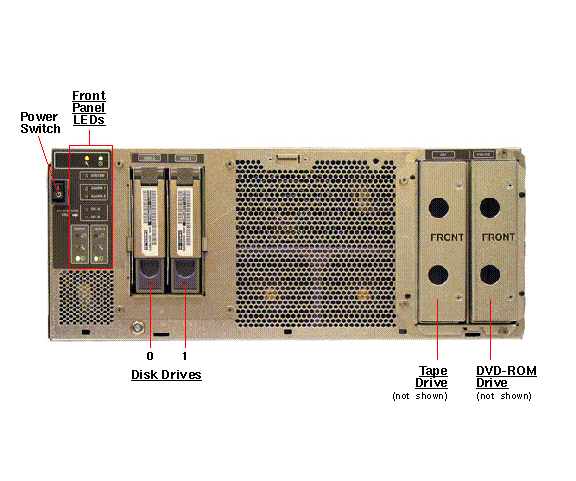 Front
Panel
LEDs
Power
Switch
FRONT
FRONT
0
1
Disk Drives
Tape
Drive
(not shown)
DVD-ROM
Drive
(not shown)